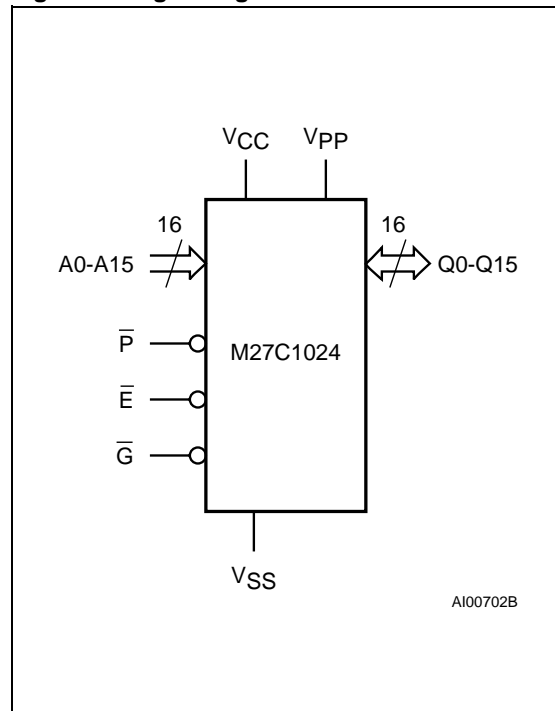 VCC VPP
16 16
A0-A15 Q0-Q15
P̅ M27C1024
E̅
G̅
VSS
AI00702B